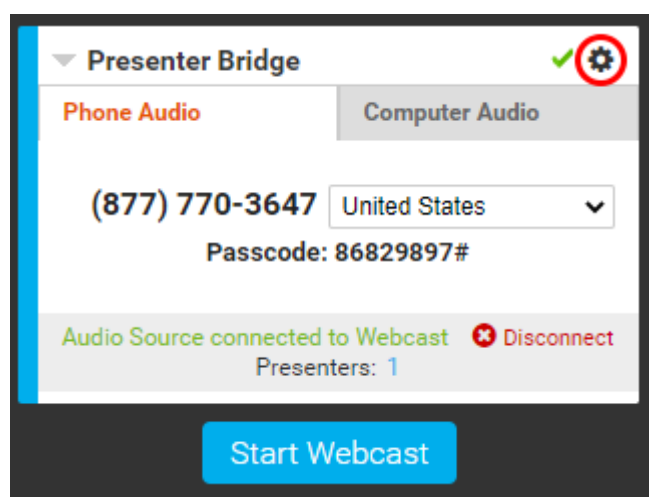 Presenter Bridge
Phone Audio Computer Audio
(877) 770-3647 United States
Passcode: 86829897#
Audio Source connected to Webcast Disconnect
Presenters: 1
Start Webcast